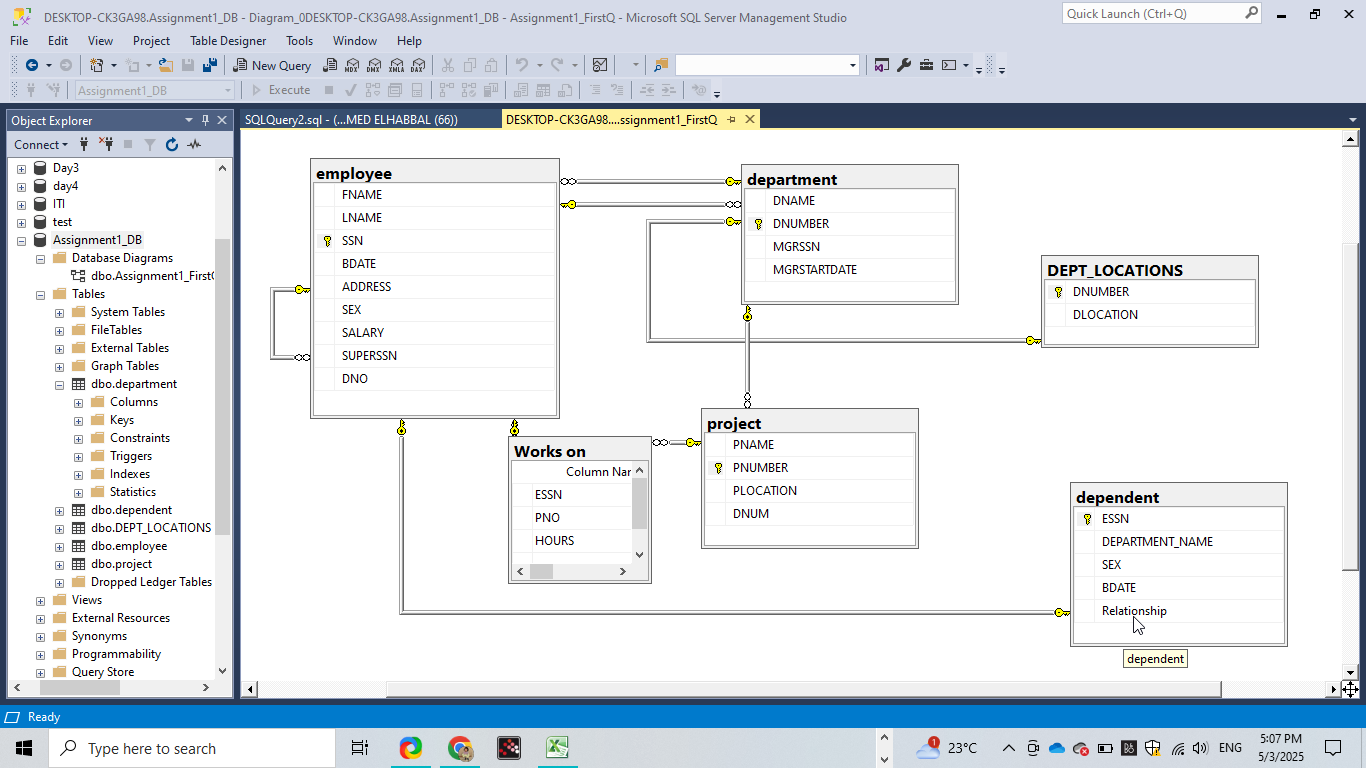 DESKTOP-CK3GA98.Assignment1_DB - Diagram_0DESKTOP-CK3GA98.Assignment1_DB - Assignment1_FirstQ - Microsoft SQL Server Management Studio
Quick Launch (Ctrl+Q)
File Edit View Project Table Designer Tools Window Help
New Query MDX DMX XMLA DAX
Assignment1_DB Execute
Object Explorer
SQLQuery2.sql - (...MED ELHABBAL (66))
DESKTOP-CK3GA98....ssignment1_FirstQ
Connect
Day3
day4
ITI
test
Assignment1_DB
Database Diagrams
dbo.Assignment1_First
Tables
System Tables
FileTables
External Tables
Graph Tables
dbo.department
Columns
Keys
Constraints
Triggers
Indexes
Statistics
dbo.dependent
dbo.DEPT_LOCATIONS
dbo.employee
dbo.project
Dropped Ledger Tables
Views
External Resources
Synonyms
Programmability
Query Store
employee
FNAME
LNAME
SSN
BDATE
ADDRESS
SEX
SALARY
SUPERSSN
DNO
department
DNAME
DNUMBER
MGRSSN
MGRSTARTDATE
DEPT_LOCATIONS
DNUMBER
DLOCATION
Works on
Column Nar
ESSN
PNO
HOURS
project
PNAME
PNUMBER
PLOCATION
DNUM
dependent
ESSN
DEPARTMENT_NAME
SEX
BDATE
Relationship
dependent
Ready
Type here to search
1
23°C
ENG
5:07 PM
5/3/2025